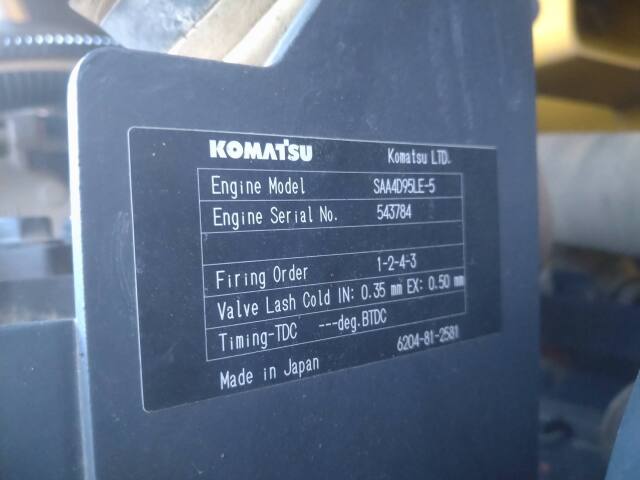 KOMATSU Komatsu LTD.
Engine Model SAA4D95LE-5
Engine Serial No. 543784
Firing Order 1-2-4-3
Valve Lash Cold IN: 0.35 mm EX: 0.50 mm
Timing-TDC ---deg.BTDC
Made in Japan 6204-81-2581